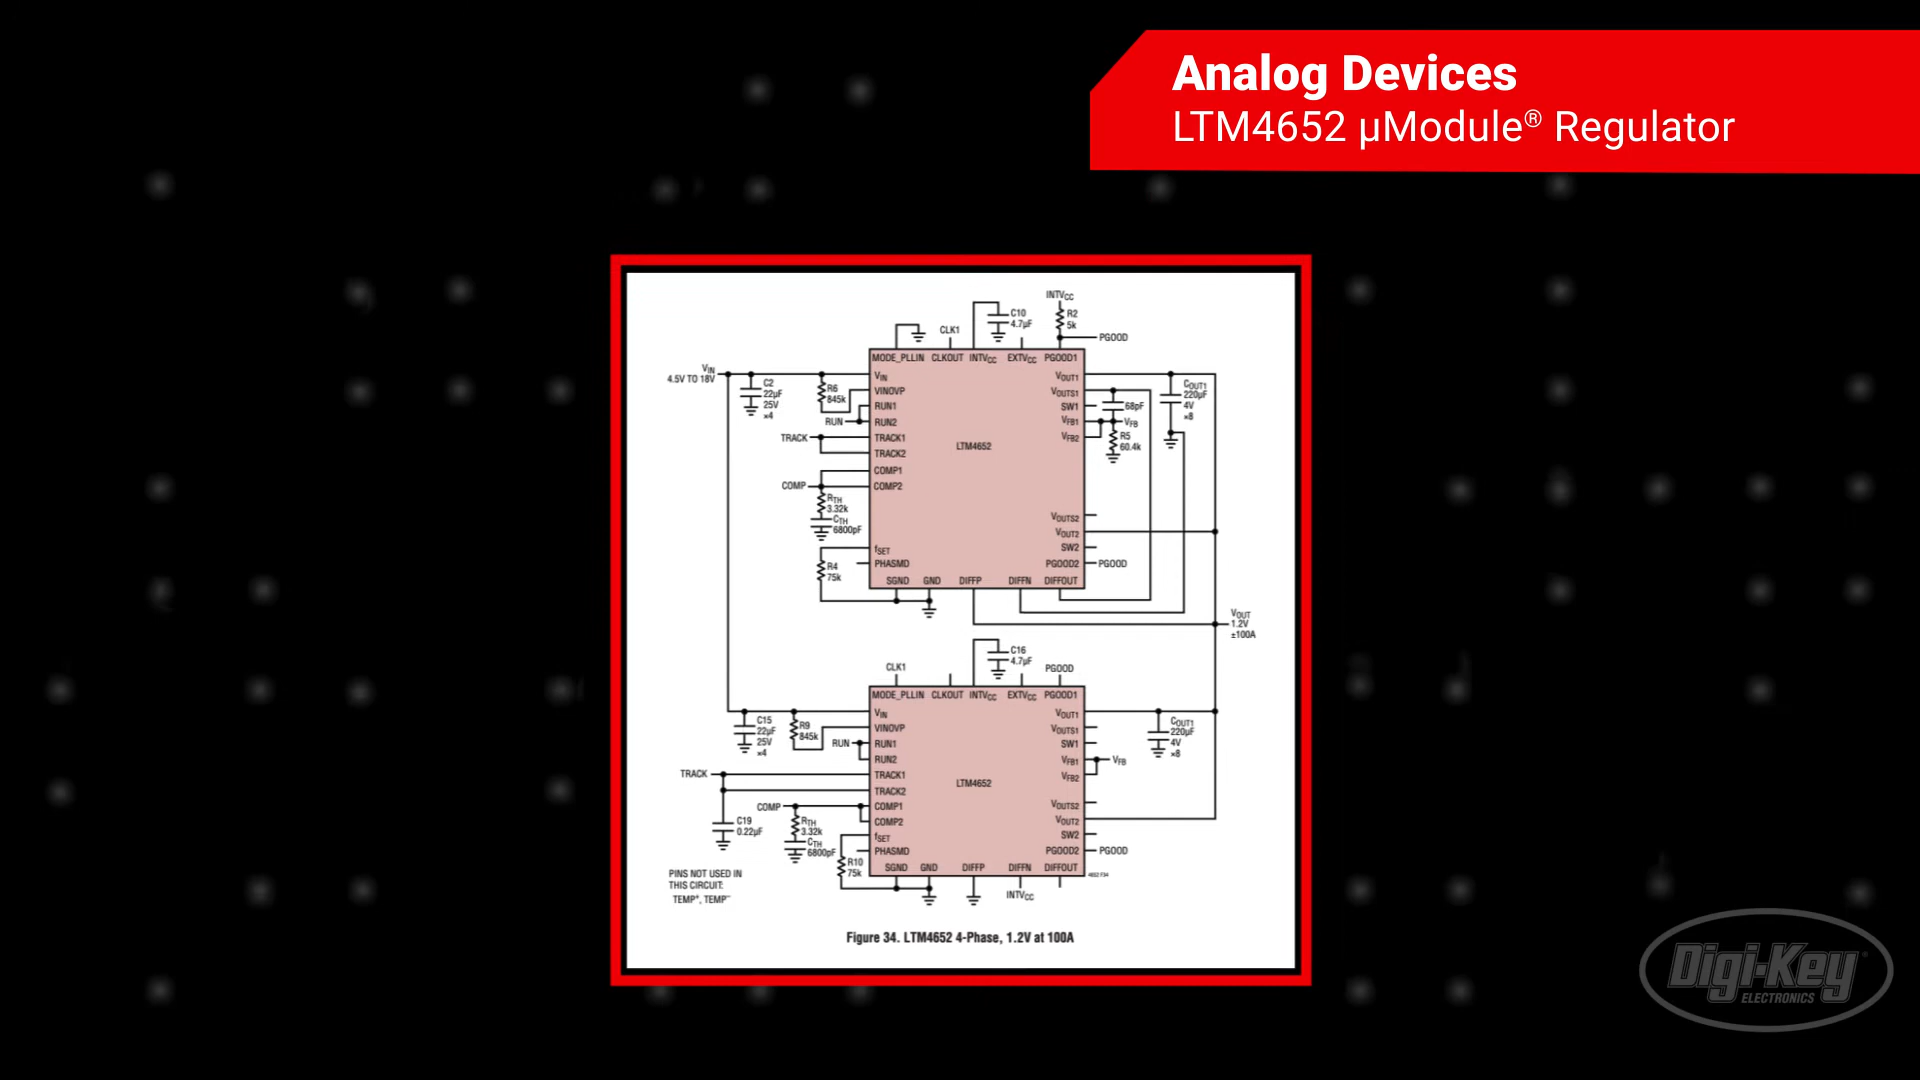 Analog Devices
LTM4652 µModule® Regulator
INTVCC
C10
4.7µF
R2
5k
CLK1
PGOOD
MODE_PLLIN CLKOUT INTVCC EXTVCC PGOOD1
VIN
4.5V TO 18V
C2
22µF
25V
×4
R6
845k
RUN
TRACK
COMP
RTH
3.32k
CTH
6800pF
R4
75k
VIN
VINOVP
RUN1
RUN2
TRACK1
TRACK2
COMP1
COMP2
fSET
PHASMD
LTM4652
VOUT1
VOUTS1
SW1
VFB1
VFB2
VOUTS2
VOUT2
SW2
PGOOD2
PGOOD
SGND GND DIFFP DIFFN DIFFOUT
68pF
VFB
R5
60.4k
COUT1
220µF
4V
×8
VOUT
1.2V
±100A
C16
4.7µF
CLK1
PGOOD
MODE_PLLIN CLKOUT INTVCC EXTVCC PGOOD1
C15
22µF
25V
×4
R9
845k
RUN
TRACK
COMP
C19
0.22µF
RTH
3.32k
CTH
6800pF
R10
75k
VIN
VINOVP
RUN1
RUN2
TRACK1
TRACK2
COMP1
COMP2
fSET
PHASMD
LTM4652
VOUT1
VOUTS1
SW1
VFB1
VFB2
VOUTS2
VOUT2
SW2
PGOOD2
PGOOD
SGND GND DIFFP DIFFN DIFFOUT
VFB
COUT1
220µF
4V
×8
INTVCC
4652 F34
PINS NOT USED IN
THIS CIRCUIT:
TEMP+, TEMP–
Figure 34. LTM4652 4-Phase, 1.2V at 100A
Digi-Key
ELECTRONICS